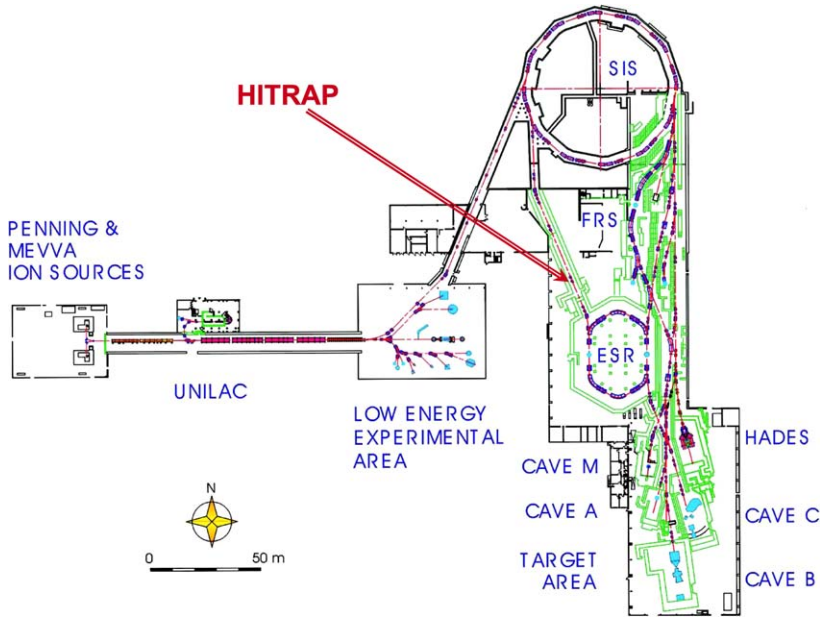 SIS
HITRAP
FRS
PENNING &
MEVVA
ION SOURCES
ESR
UNILAC
LOW ENERGY
EXPERIMENTAL
AREA
HADES
CAVE M
CAVE A
CAVE C
TARGET
AREA
CAVE B
N
0 50 m